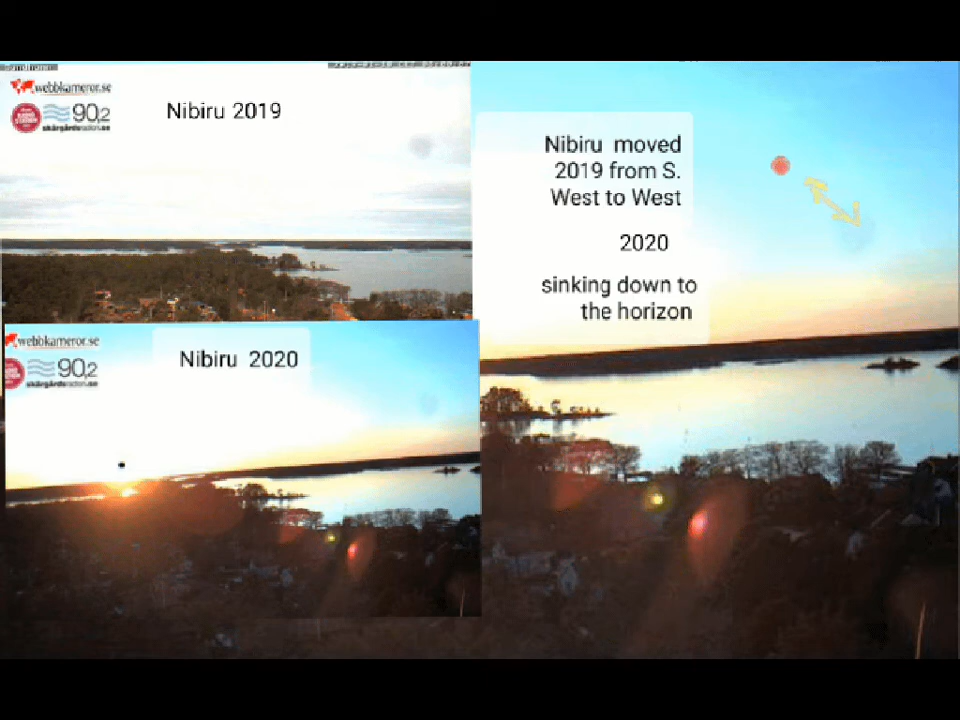 webbkameror.se
Nibiru 2019
90,2
skärgårdsradion.se
webbkameror.se
Nibiru 2020
90,2
skärgårdsradion.se
Nibiru moved
2019 from S.
West to West
2020
sinking down to
the horizon